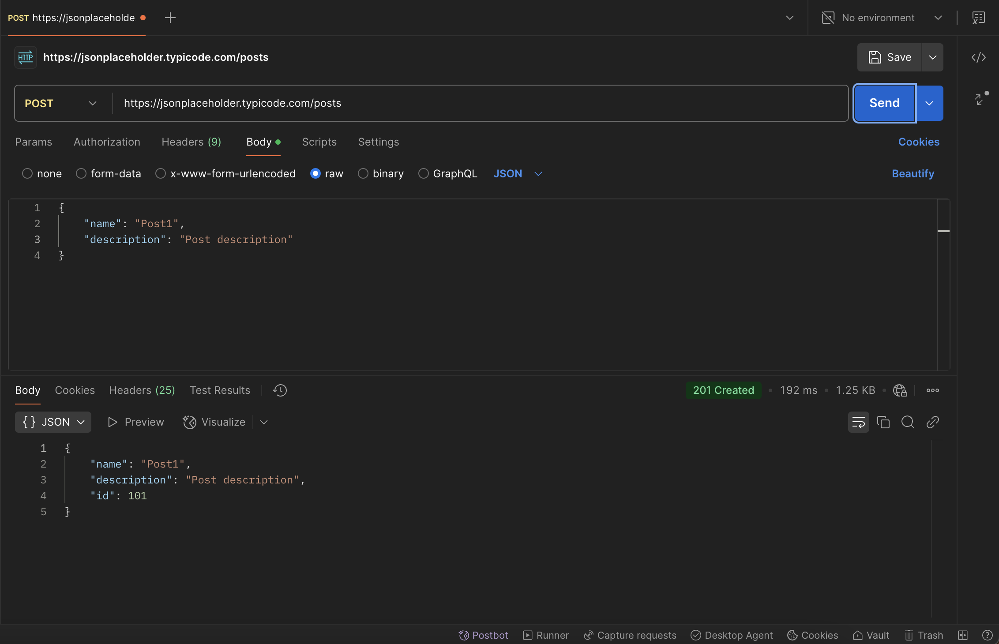 POST https://jsonplaceholde
No environment
HTTP https://jsonplaceholder.typicode.com/posts
Save
POST https://jsonplaceholder.typicode.com/posts
Send
Params Authorization Headers (9) Body Scripts Settings Cookies
none form-data x-www-form-urlencoded raw binary GraphQL JSON Beautify
1 {
2 "name": "Post1",
3 "description": "Post description"
4 }
Body Cookies Headers (25) Test Results 201 Created 192 ms 1.25 KB
{} JSON Preview Visualize
1 {
2 "name": "Post1",
3 "description": "Post description",
4 "id": 101
5 }
Postbot Runner Capture requests Desktop Agent Cookies Vault Trash